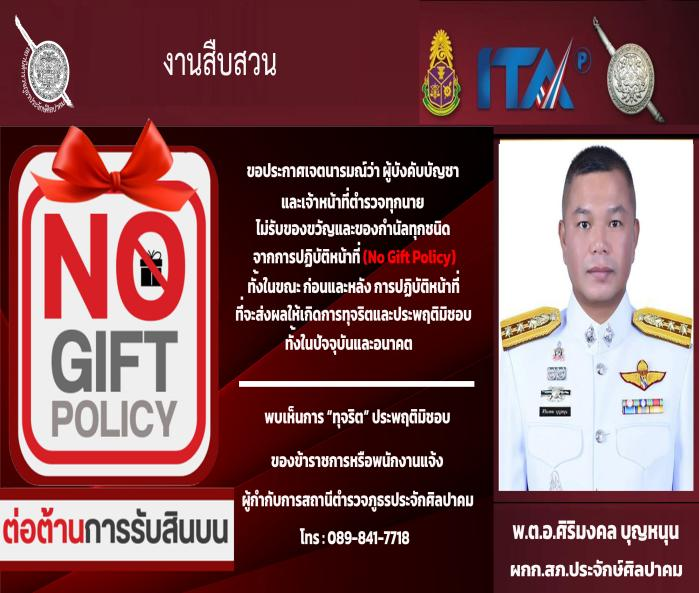 งานสืบสวน
ITA
P
NO
GIFT
POLICY
ต่อต้านการรับสินบน
ขอประกาศเจตนารมณ์ว่า ผู้บังคับบัญชา
และเจ้าหน้าที่ตำรวจทุกนาย
ไม่รับของขวัญและของกำนัลทุกชนิด
จากการปฏิบัติหน้าที่ (No Gift Policy)
ทั้งในขณะ ก่อนและหลัง การปฏิบัติหน้าที่
ที่จะส่งผลให้เกิดการทุจริตและประพฤติมิชอบ
ทั้งในปัจจุบันและอนาคต
พบเห็นการ “ทุจริต” ประพฤติมิชอบ
ของข้าราชการหรือพนักงานแจ้ง
ผู้กำกับการสถานีตำรวจภูธรประจักศิลปาคม
โทร : 089-841-7718
พ.ต.อ.ศิริมงคล บุญหนุน
ผกก.สภ.ประจักษ์ศิลปาคม